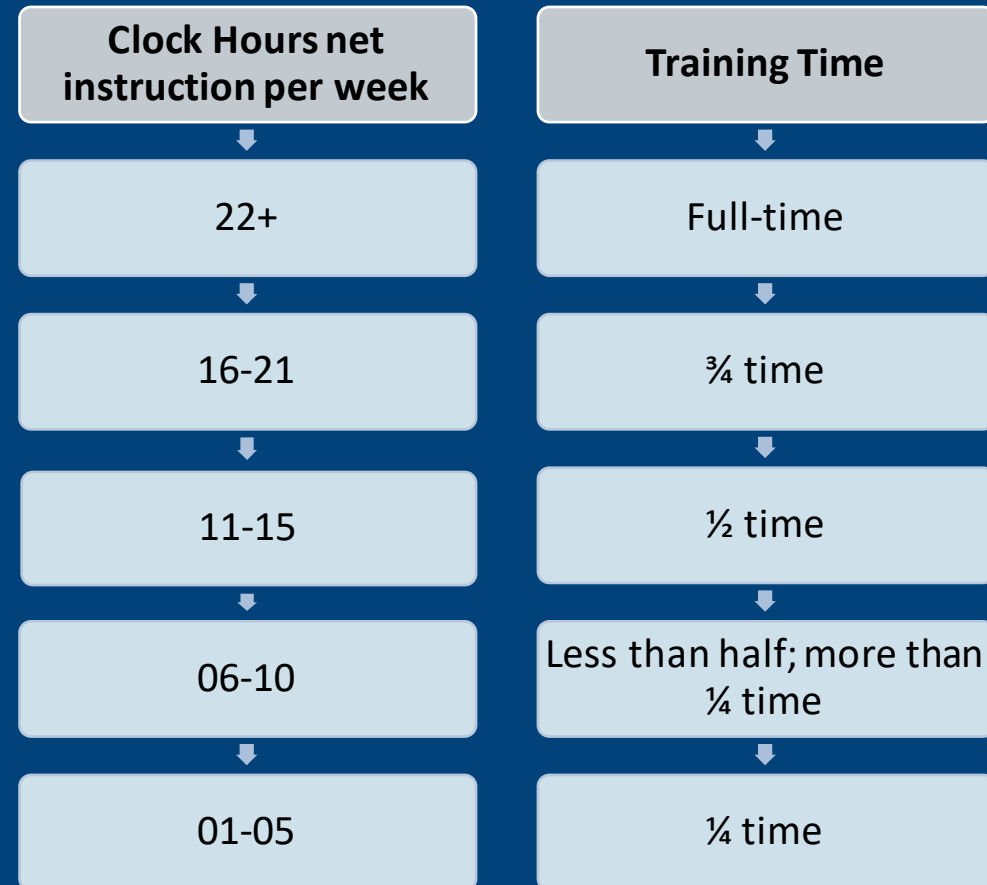 Clock Hours net
instruction per week
Training Time
22+
Full-time
16-21
¾ time
11-15
½ time
06-10
Less than half; more than
¼ time
01-05
¼ time